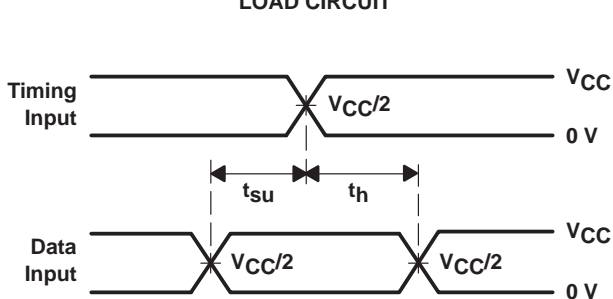 LOAD CIRCUIT
Timing
Input
VCC/2
VCC
0 V
tsu
th
Data
Input
VCC/2
VCC/2
VCC
0 V